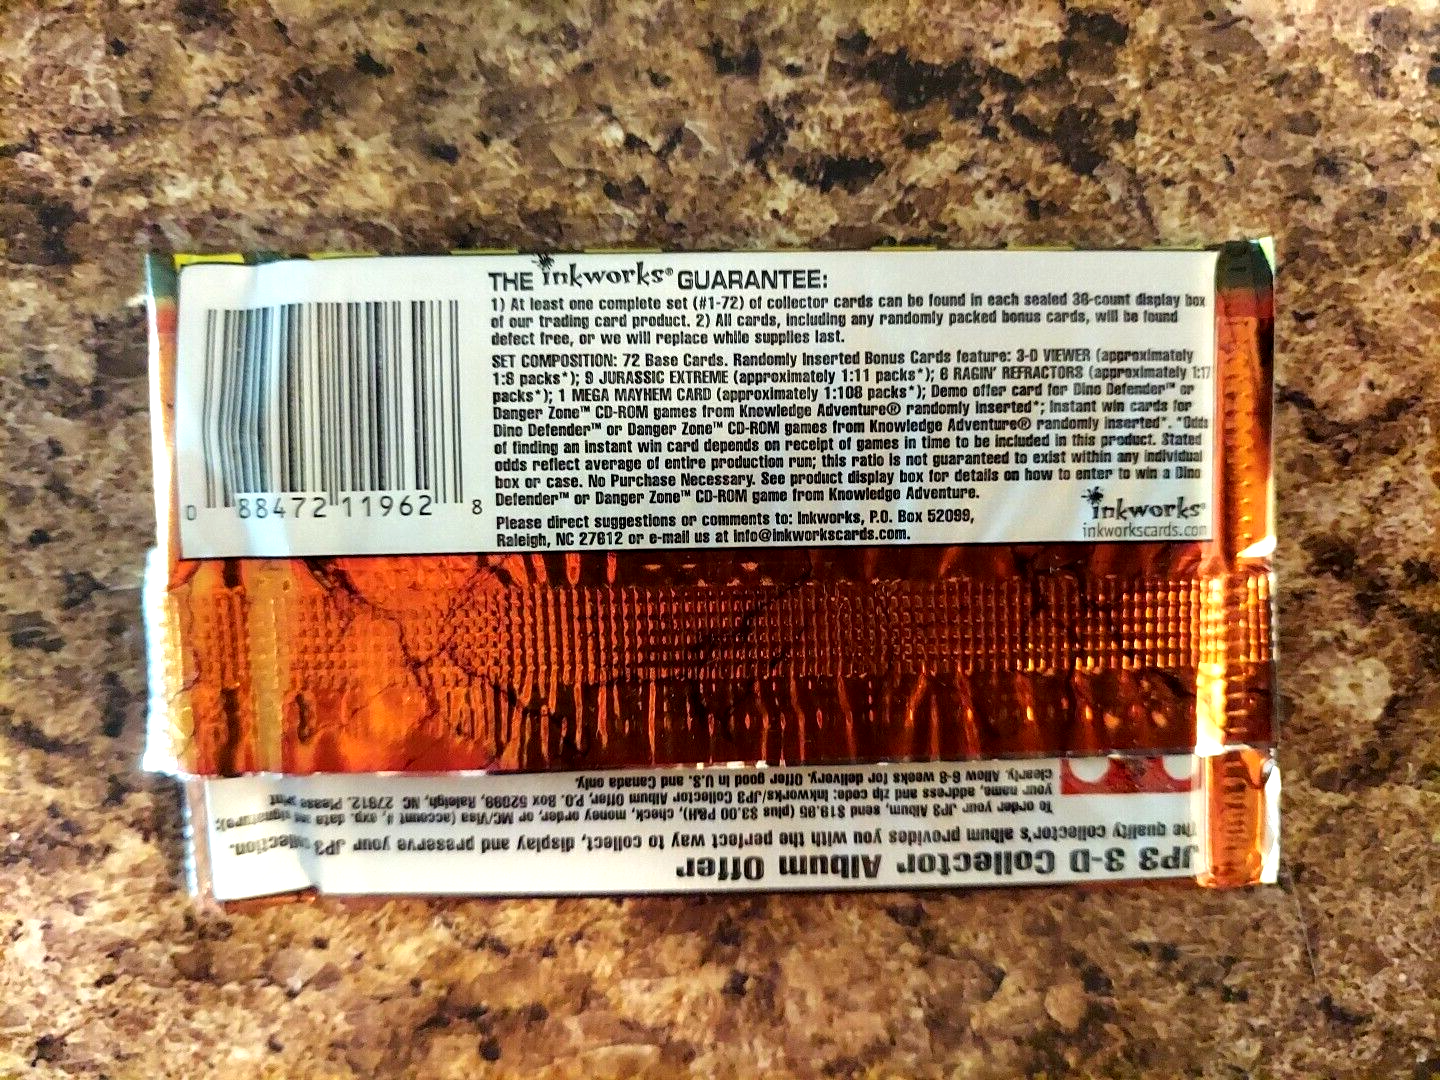 THE inkworks® GUARANTEE:
1) At least one complete set (#1-72) of collector cards can be found in each sealed 36-count display box
of our trading card product. 2) All cards, including any randomly packed bonus cards, will be found
defect free, or we will replace while supplies last.
SET COMPOSITION: 72 Base Cards. Randomly Inserted Bonus Cards feature: 3-D VIEWER (approximately
1:8 packs*); 9 JURASSIC EXTREME (approximately 1:11 packs*); 6 RAGIN' REFRACTORS (approximately 1:17
packs*); 1 MEGA MAYHEM CARD (approximately 1:108 packs*); Demo offer card for Dino Defender™ or
Danger Zone™ CD-ROM games from Knowledge Adventure® randomly inserted*; Instant win cards for
Dino Defender™ or Danger Zone™ CD-ROM games from Knowledge Adventure® randomly inserted*. *Odds
of finding an instant win card depends on receipt of games in time to be included in this product. Stated
odds reflect average of entire production run; this ratio is not guaranteed to exist within any individual
box or case. No Purchase Necessary. See product display box for details on how to enter to win a Dino
Defender™ or Danger Zone™ CD-ROM game from Knowledge Adventure.
Please direct suggestions or comments to: Inkworks, P.O. Box 52099,
Raleigh, NC 27612 or e-mail us at info@inkworkscards.com.
inkworks®
inkworkscards.com
0 88472 11962 8
JP3 3-D Collector Album Offer
The quality collector's album provides you with the perfect way to collect, display and preserve your JP3 collection.
To order your JP3 Album, send $19.95 (plus $3.00 P&H), check, money order, or MC/Visa (account #, exp. date and signature);
your name, address and zip code: Inkworks/JP3 Collector Album Offer, P.O. Box 52099, Raleigh, NC 27612. Please print
clearly. Allow 6-8 weeks for delivery. Offer good in U.S. and Canada only.